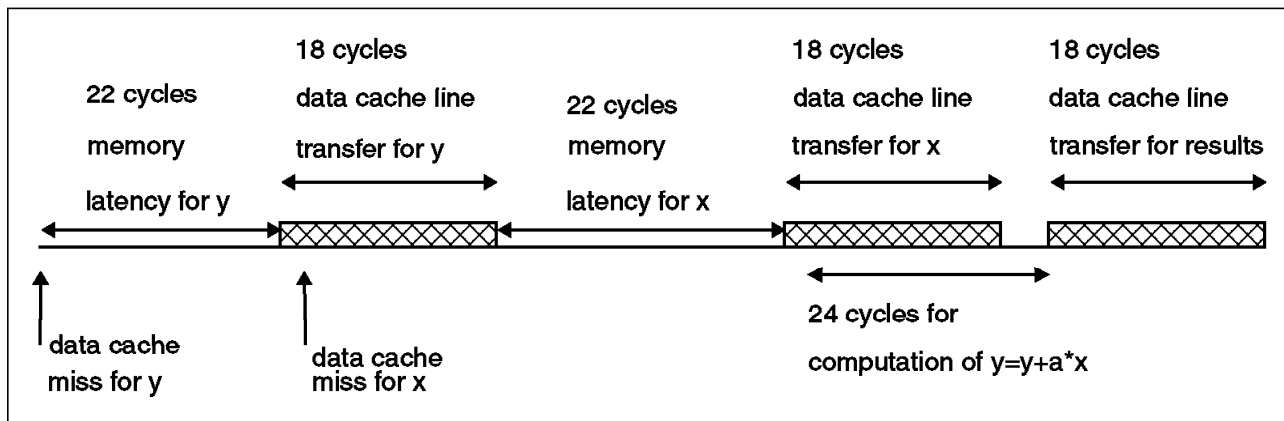 22 cycles
memory
latency for y
18 cycles
data cache line
transfer for y
22 cycles
memory
latency for x
18 cycles
data cache line
transfer for x
18 cycles
data cache line
transfer for results
data cache
miss for y
data cache
miss for x
24 cycles for
computation of y=y+a*x